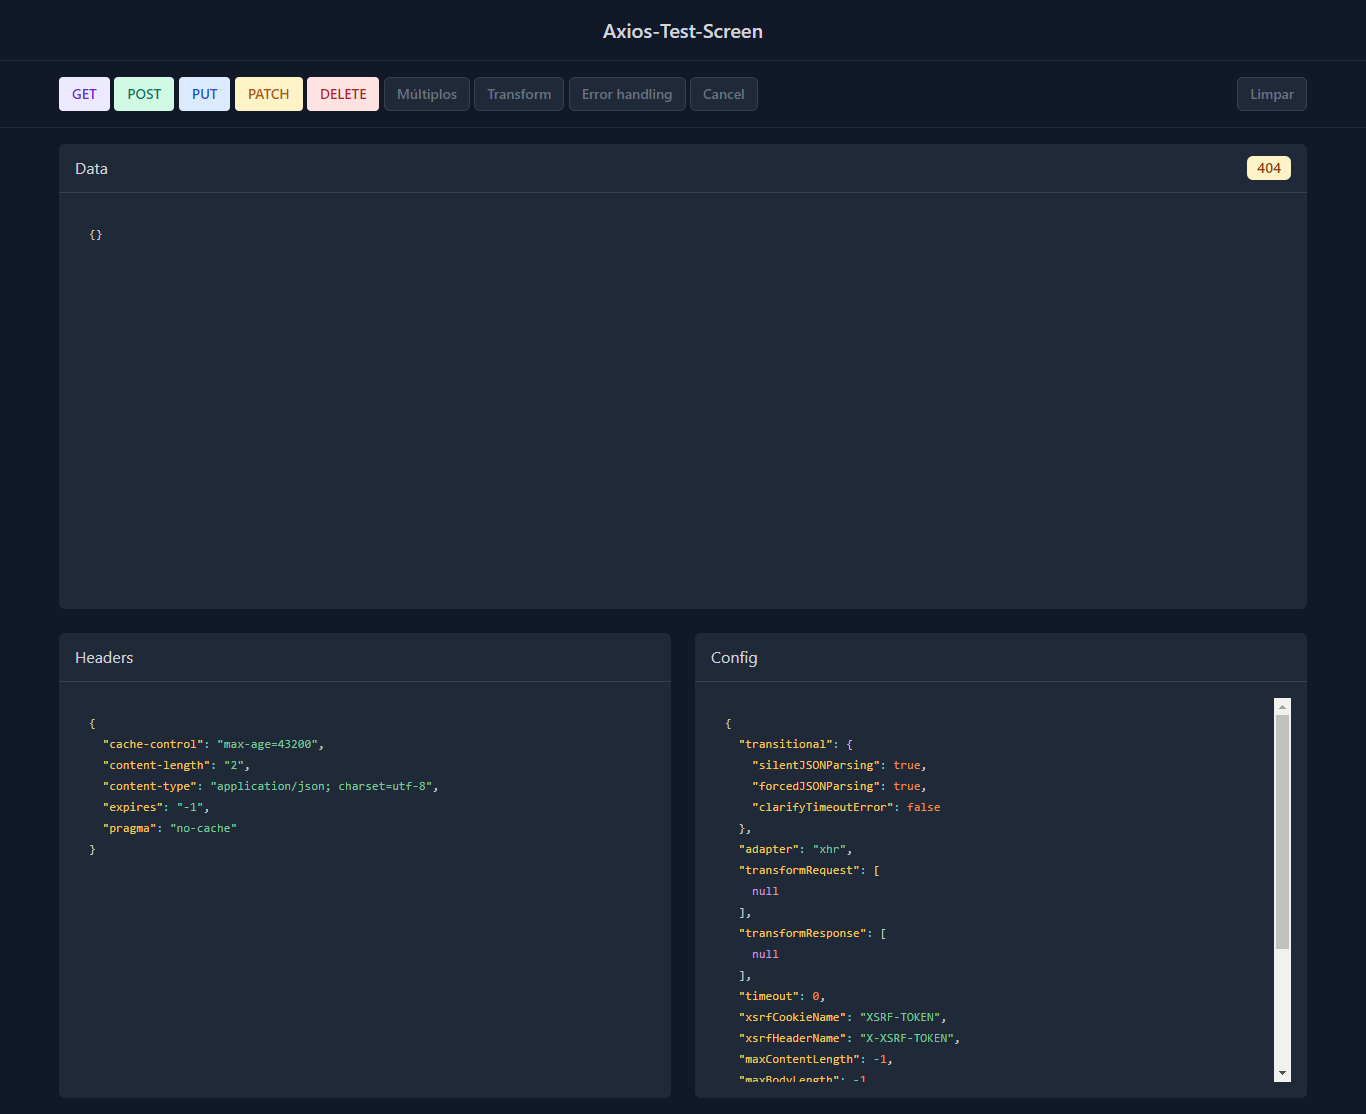 Axios-Test-Screen
GET POST PUT PATCH DELETE Múltiplos Transform Error handling Cancel Limpar
Data 404
{}
Headers
{
  "cache-control": "max-age=43200",
  "content-length": "2",
  "content-type": "application/json; charset=utf-8",
  "expires": "-1",
  "pragma": "no-cache"
}
Config
{
  "transitional": {
    "silentJSONParsing": true,
    "forcedJSONParsing": true,
    "clarifyTimeoutError": false
  },
  "adapter": "xhr",
  "transformRequest": [
    null
  ],
  "transformResponse": [
    null
  ],
  "timeout": 0,
  "xsrfCookieName": "XSRF-TOKEN",
  "xsrfHeaderName": "X-XSRF-TOKEN",
  "maxContentLength": -1,
  "maxBodyLength": -1